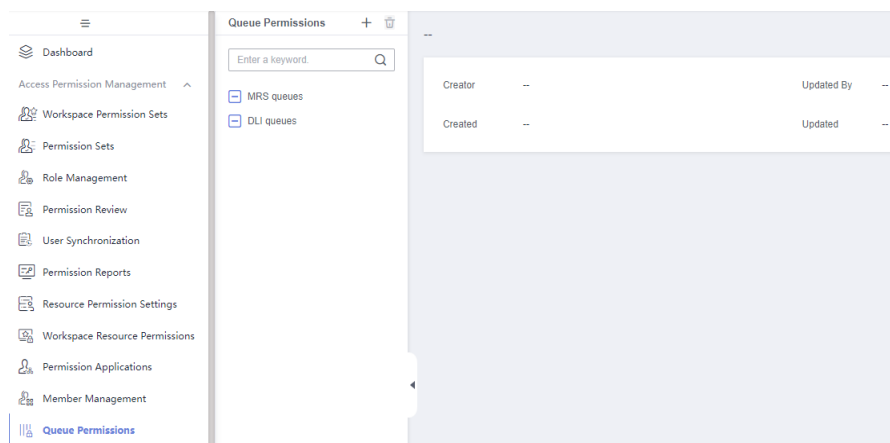 Dashboard
Access Permission Management
Workspace Permission Sets
Permission Sets
Role Management
Permission Review
User Synchronization
Permission Reports
Resource Permission Settings
Workspace Resource Permissions
Permission Applications
Member Management
Queue Permissions
Queue Permissions
Enter a keyword.
MRS queues
DLI queues
--
Creator -- Updated By --
Created -- Updated --